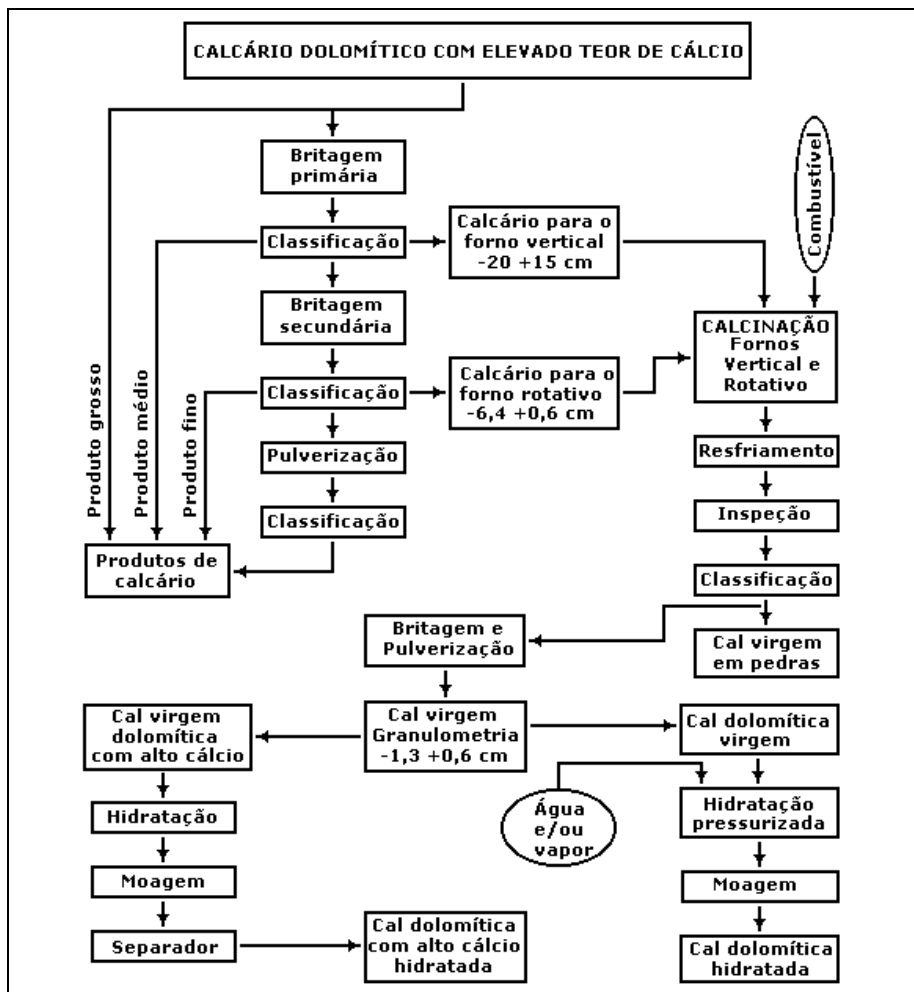 CALCÁRIO DOLOMÍTICO COM ELEVADO TEOR DE CÁLCIO
Britagem
primária
Combustível
Classificação
Calcário para o
forno vertical
-20 +15 cm
Britagem
secundária
CALCINAÇÃO
Fornos
Vertical e
Rotativo
Classificação
Calcário para o
forno rotativo
-6,4 +0,6 cm
Produto grosso
Produto médio
Produto fino
Pulverização
Resfriamento
Classificação
Inspeção
Produtos de
calcário
Classificação
Britagem e
Pulverização
Cal virgem
em pedras
Cal virgem
dolomítica
com alto cálcio
Cal virgem
Granulometria
-1,3 +0,6 cm
Cal dolomítica
virgem
Hidratação
Água
e/ou
vapor
Hidratação
pressurizada
Moagem
Moagem
Separador
Cal dolomítica
com alto cálcio
hidratada
Cal dolomítica
hidratada